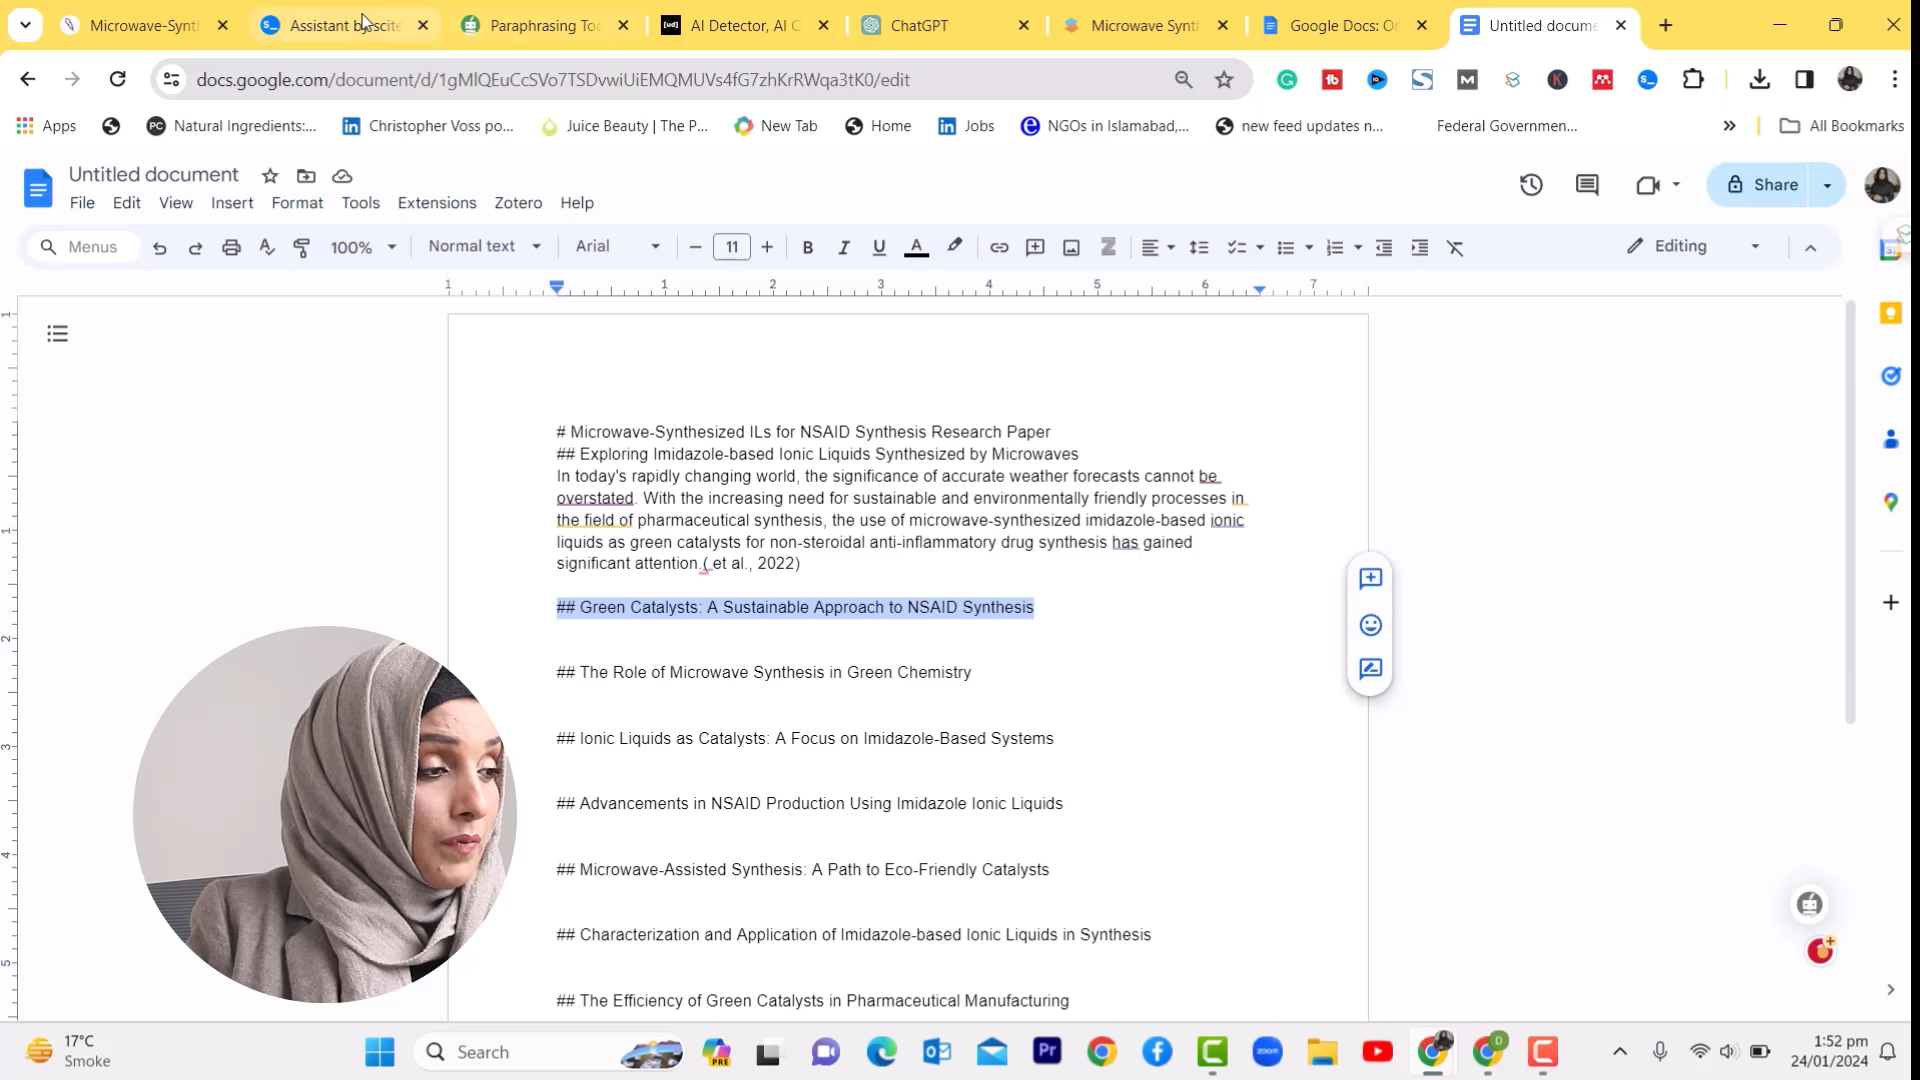 Microwave-Synth
Assistant by scite
Paraphrasing Too
AI Detector, AI C
ChatGPT
Microwave Synth
Google Docs: On
Untitled docume
docs.google.com/document/d/1gMlQEuCcSVo7TSDvwiUiEMQMUVs4fG7zhKrRWqa3tK0/edit
Apps
Natural Ingredients:...
Christopher Voss po...
Juice Beauty | The P...
New Tab
Home
Jobs
NGOs in Islamabad,...
new feed updates n...
Federal Governmen...
All Bookmarks
Untitled document
File Edit View Insert Format Tools Extensions Zotero Help
Share
Menus
100%
Normal text
Arial
11
Editing
1 1 2 3 4 5 6 7
# Microwave-Synthesized ILs for NSAID Synthesis Research Paper
## Exploring Imidazole-based Ionic Liquids Synthesized by Microwaves
In today's rapidly changing world, the significance of accurate weather forecasts cannot be
overstated. With the increasing need for sustainable and environmentally friendly processes in
the field of pharmaceutical synthesis, the use of microwave-synthesized imidazole-based ionic
liquids as green catalysts for non-steroidal anti-inflammatory drug synthesis has gained
significant attention.( et al., 2022)
## Green Catalysts: A Sustainable Approach to NSAID Synthesis
## The Role of Microwave Synthesis in Green Chemistry
## Ionic Liquids as Catalysts: A Focus on Imidazole-Based Systems
## Advancements in NSAID Production Using Imidazole Ionic Liquids
## Microwave-Assisted Synthesis: A Path to Eco-Friendly Catalysts
## Characterization and Application of Imidazole-based Ionic Liquids in Synthesis
## The Efficiency of Green Catalysts in Pharmaceutical Manufacturing
17°C
Smoke
Search
1:52 pm
24/01/2024